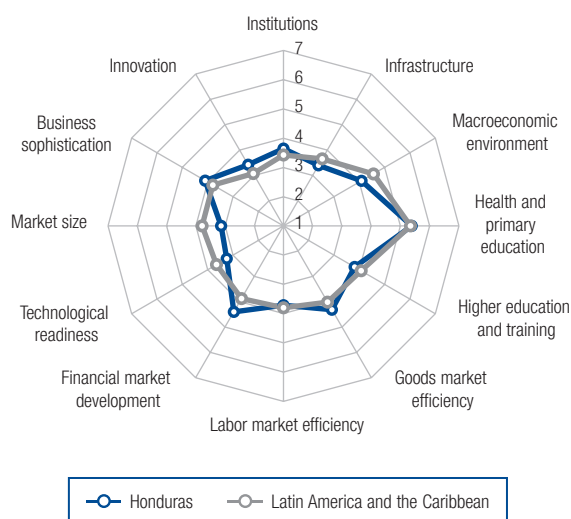 Institutions
7
6
5
4
3
2
1
Infrastructure
Macroeconomic
environment
Health and
primary
education
Higher education
and training
Goods market
efficiency
Labor market efficiency
Financial market
development
Technological
readiness
Market size
Business
sophistication
Innovation
Honduras
Latin America and the Caribbean